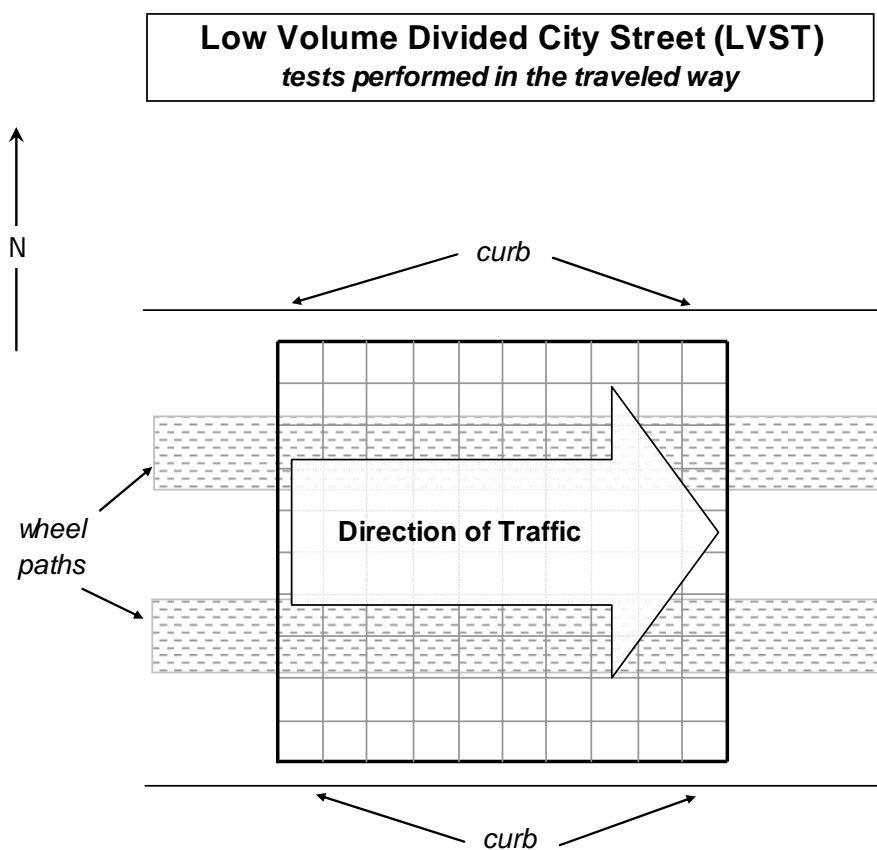 Low Volume Divided City Street (LVST)
tests performed in the traveled way
N
curb
Direction of Traffic
wheel
paths
curb